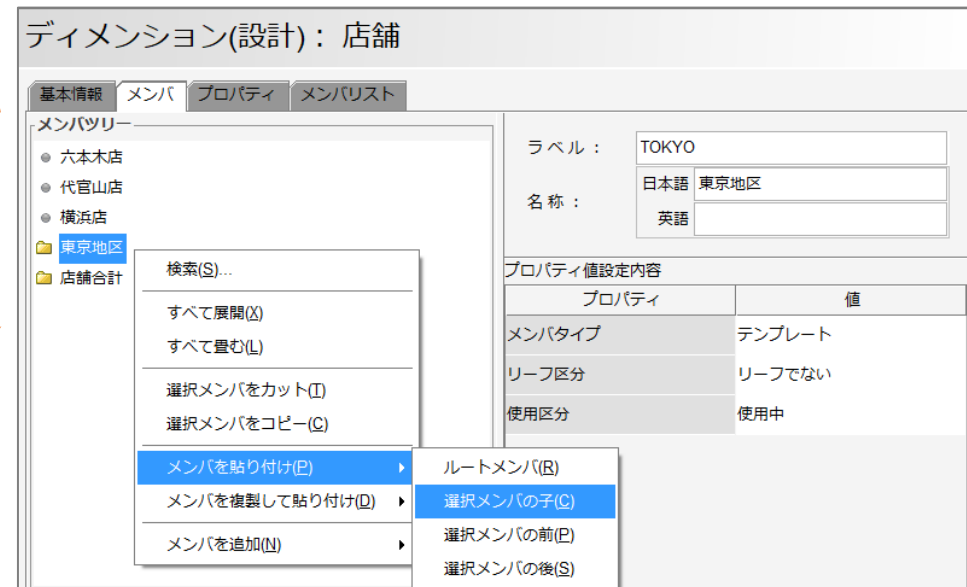 ディメンション(設計)： 店舗
基本情報 メンバ プロパティ メンバリスト
メンバツリー
六本木店
代官山店
横浜店
東京地区
店舗合計
検索(S)...
すべて展開(X)
すべて畳む(L)
選択メンバをカット(T)
選択メンバをコピー(C)
メンバを貼り付け(P)
メンバを複製して貼り付け(D)
メンバを追加(N)
ルートメンバ(R)
選択メンバの子(C)
選択メンバの前(P)
選択メンバの後(S)
ラベル： TOKYO
名称：
日本語 東京地区
英語
プロパティ値設定内容
プロパティ 値
メンバタイプ テンプレート
リーフ区分 リーフでない
使用区分 使用中